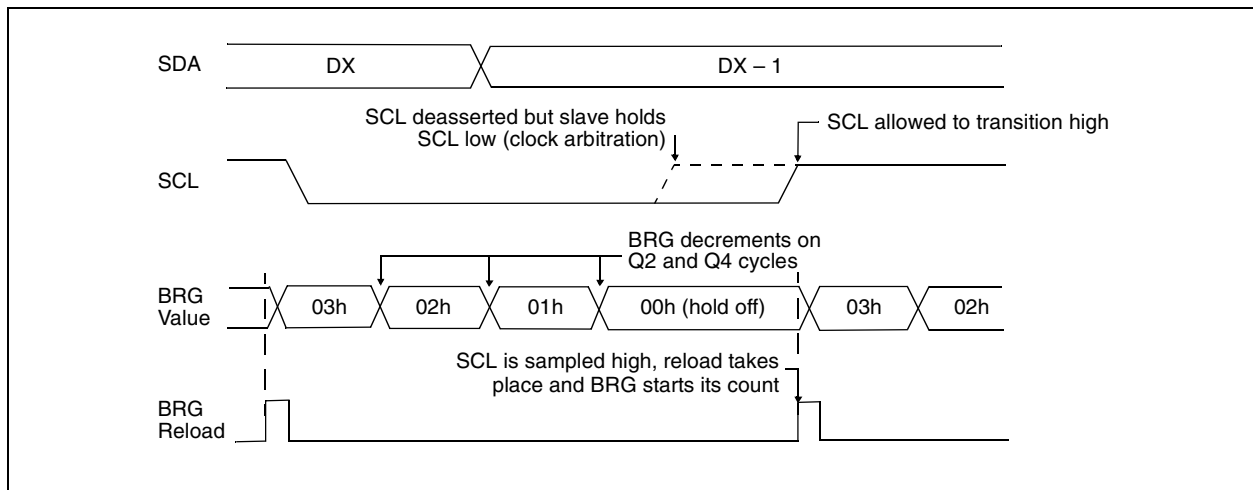 SDA
DX
DX – 1
SCL deasserted but slave holds
SCL low (clock arbitration)
SCL allowed to transition high
SCL
BRG decrements on
Q2 and Q4 cycles
BRG
Value
03h
02h
01h
00h (hold off)
03h
02h
SCL is sampled high, reload takes
place and BRG starts its count
BRG
Reload